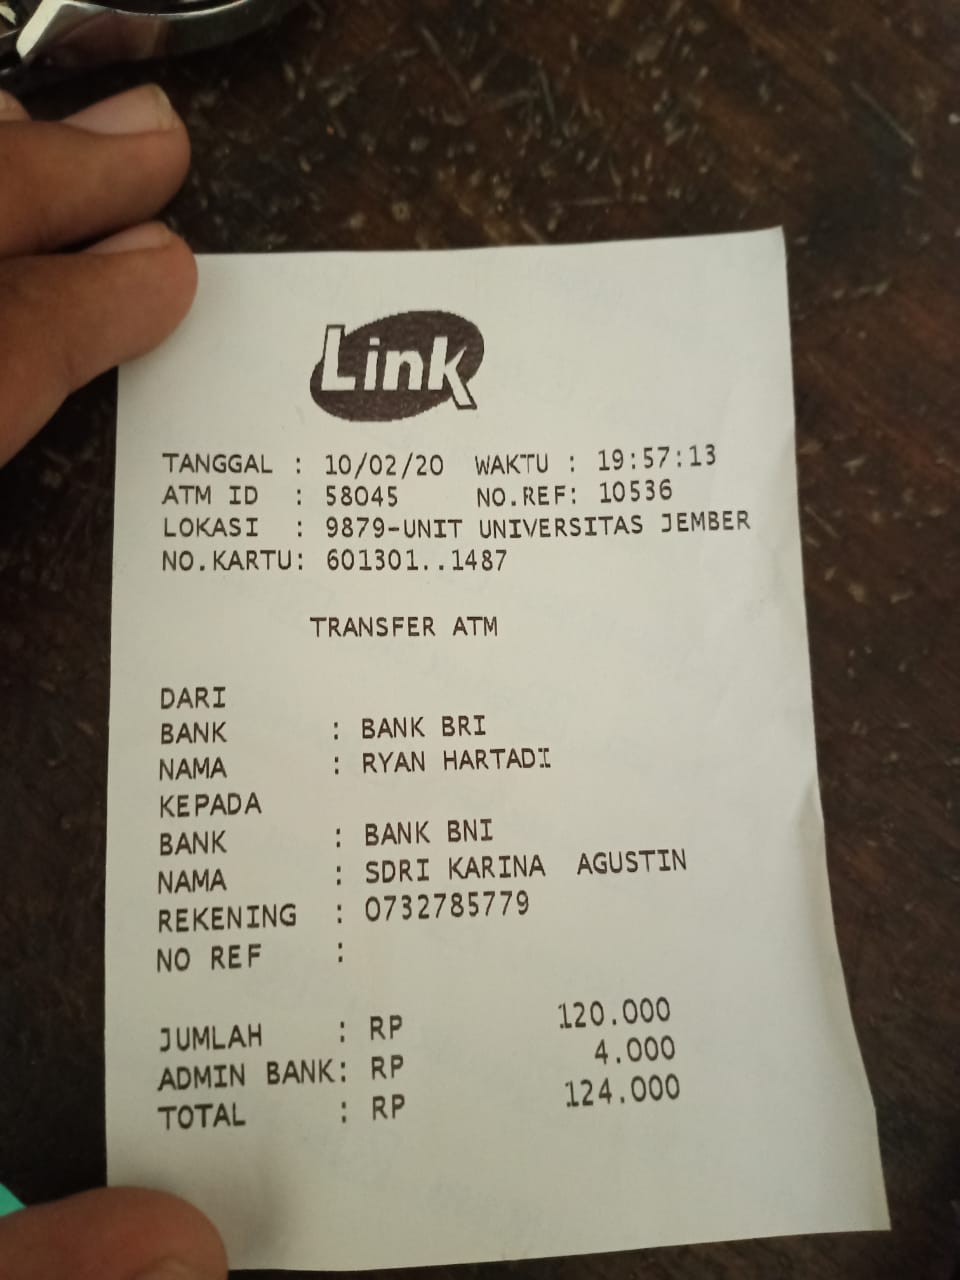 Link
TANGGAL : 10/02/20 WAKTU : 19:57:13
ATM ID : 58045 NO.REF: 10536
LOKASI : 9879-UNIT UNIVERSITAS JEMBER
NO.KARTU: 601301..1487
TRANSFER ATM
DARI
BANK : BANK BRI
NAMA : RYAN HARTADI
KEPADA
BANK : BANK BNI
NAMA : SDRI KARINA AGUSTIN
REKENING : 0732785779
NO REF :
JUMLAH : RP 120.000
ADMIN BANK: RP 4.000
TOTAL : RP 124.000